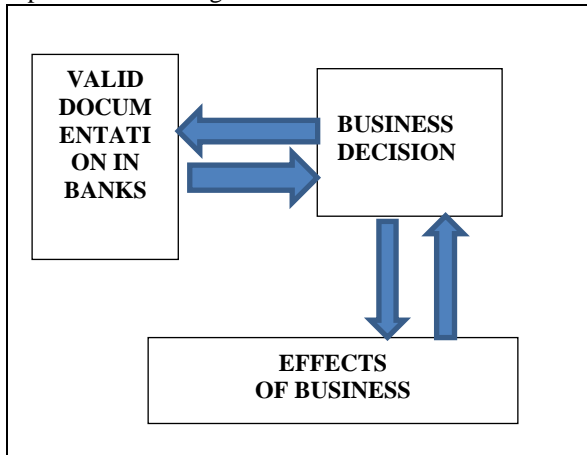 VALID
DOCUM
ENTATI
ON IN
BANKS
BUSINESS
DECISION
EFFECTS
OF BUSINESS